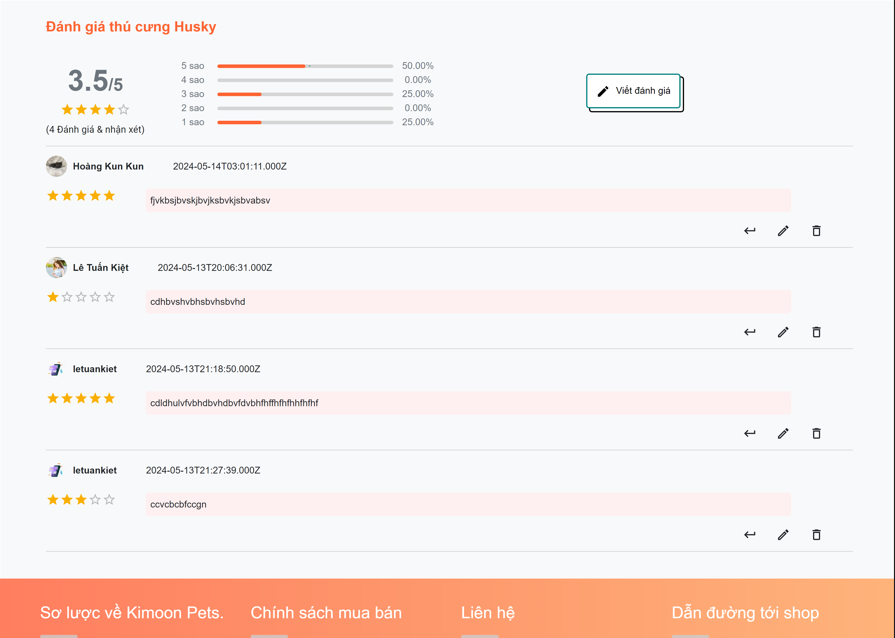 Đánh giá thú cưng Husky
3.5/5
(4 Đánh giá & nhận xét)
5 sao 50.00%
4 sao 0.00%
3 sao 25.00%
2 sao 0.00%
1 sao 25.00%
Viết đánh giá
Hoàng Kun Kun 2024-05-14T03:01:11.000Z
fjvkbsjbvskjbvjksbvkjsbvabsv
Lê Tuấn Kiệt 2024-05-13T20:06:31.000Z
cdhbvshvbhsbvhsbvhd
letuankiet 2024-05-13T21:18:50.000Z
cdldhulvfvbhdbvhdbvfdvbhfhffhfhfhhfhfhf
letuankiet 2024-05-13T21:27:39.000Z
ccvcbcbfccgn
Sơ lược về Kimoon Pets. Chính sách mua bán Liên hệ Dẫn đường tới shop